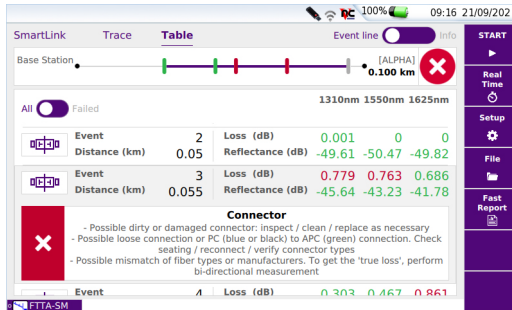 100% 09:16 21/09/202
SmartLink Trace Table Event line Info
START
Base Station [ALPHA]
0.100 km
Real
Time
1310nm 1550nm 1625nm
All Failed
Setup
Event 2 Loss (dB) 0.001 0 0
Distance (km) 0.05 Reflectance (dB) -49.61 -50.47 -49.82
File
Event 3 Loss (dB) 0.779 0.763 0.686
Distance (km) 0.055 Reflectance (dB) -45.64 -43.23 -41.78
Fast
Report
Connector
- Possible dirty or damaged connector: inspect / clean / replace as necessary
- Possible loose connection or PC (blue or black) to APC (green) connection. Check
seating / reconnect / verify connector types
- Possible mismatch of fiber types or manufacturers. To get the 'true loss', perform
bi-directional measurement
Event 4 Loss (dB) 0.303 0.467 0.861
FTTA-SM